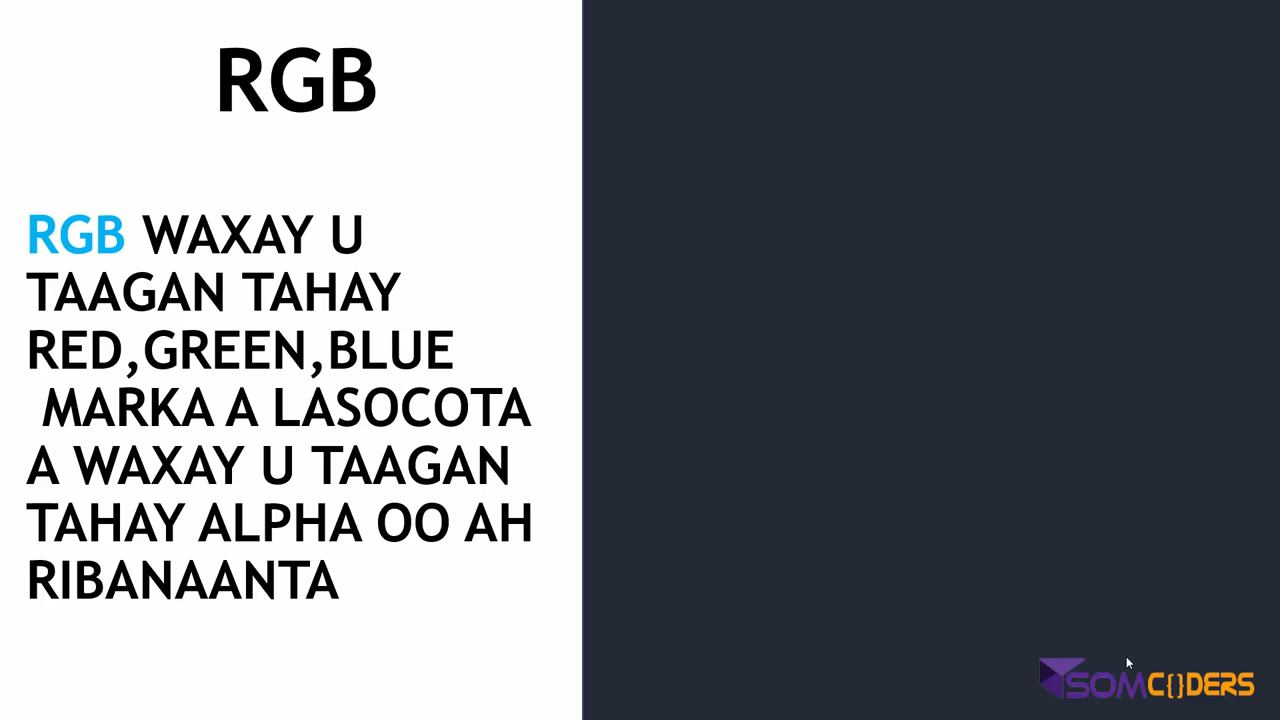 RGB
RGB WAXAY U
TAAGAN TAHAY
RED,GREEN,BLUE
MARKA A LASOCOTA
A WAXAY U TAAGAN
TAHAY ALPHA OO AH
RIBANAANTA
SOMC{}DERS